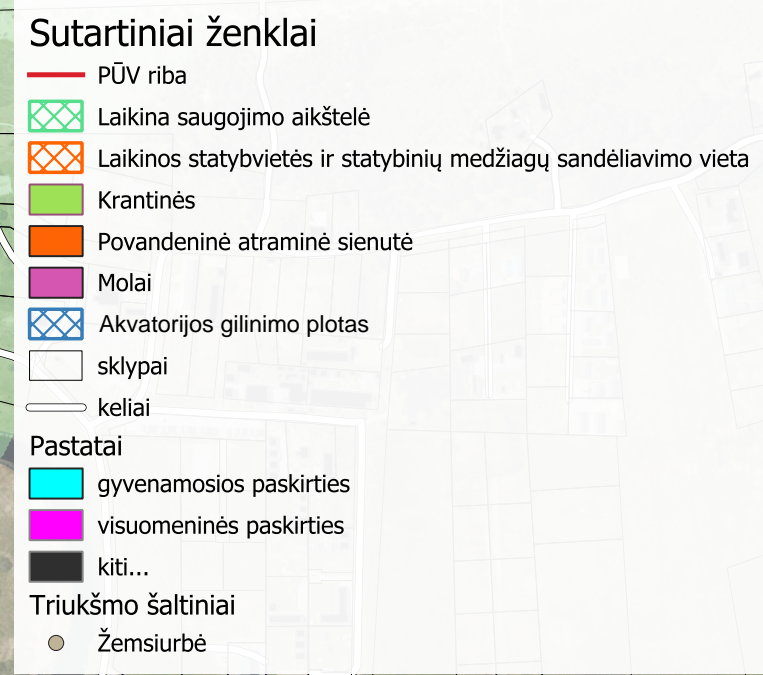 Sutartiniai ženklai
PŪV riba
Laikina saugojimo aikštelė
Laikinos statybvietės ir statybinių medžiagų sandėliavimo vieta
Krantinės
Povandeninė atraminė sienutė
Molai
Akvatorijos gilinimo plotas
sklypai
keliai
Pastatai
gyvenamosios paskirties
visuomeninės paskirties
kiti...
Triukšmo šaltiniai
Žemsiurbė